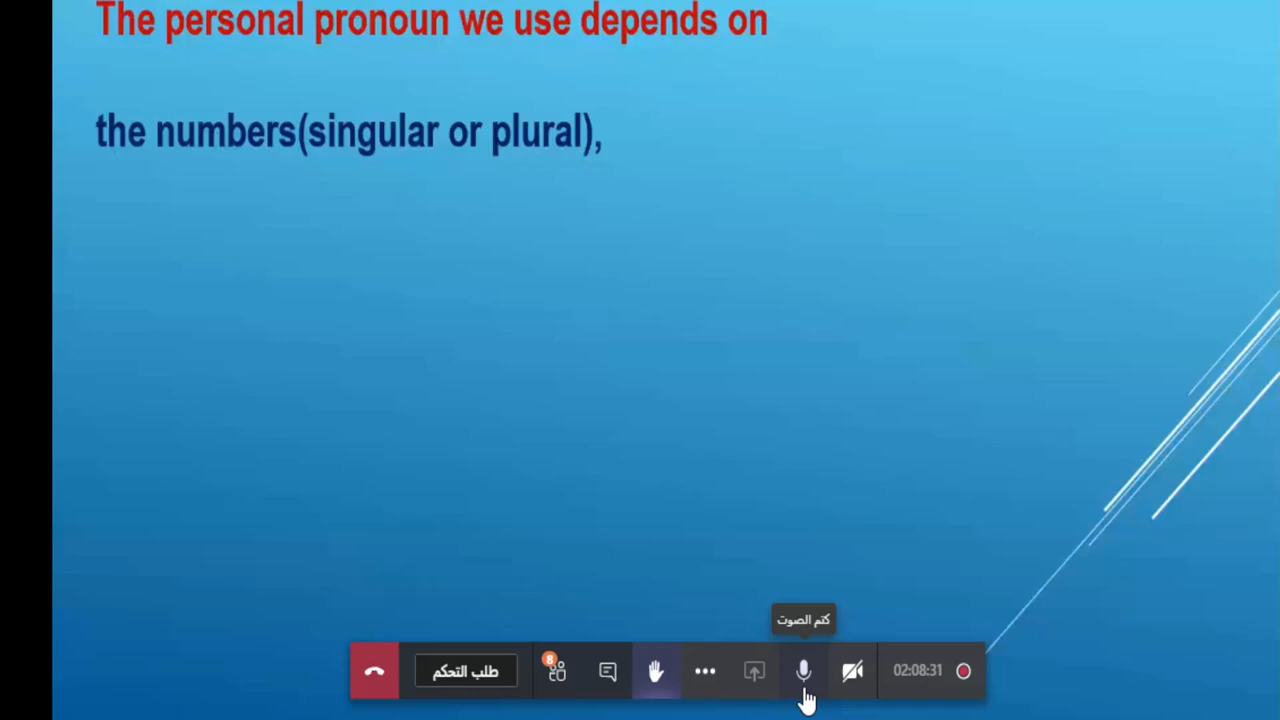 The personal pronoun we use depends on
the numbers(singular or plural),
كتم الصوت
طلب التحكم
8
02:08:31